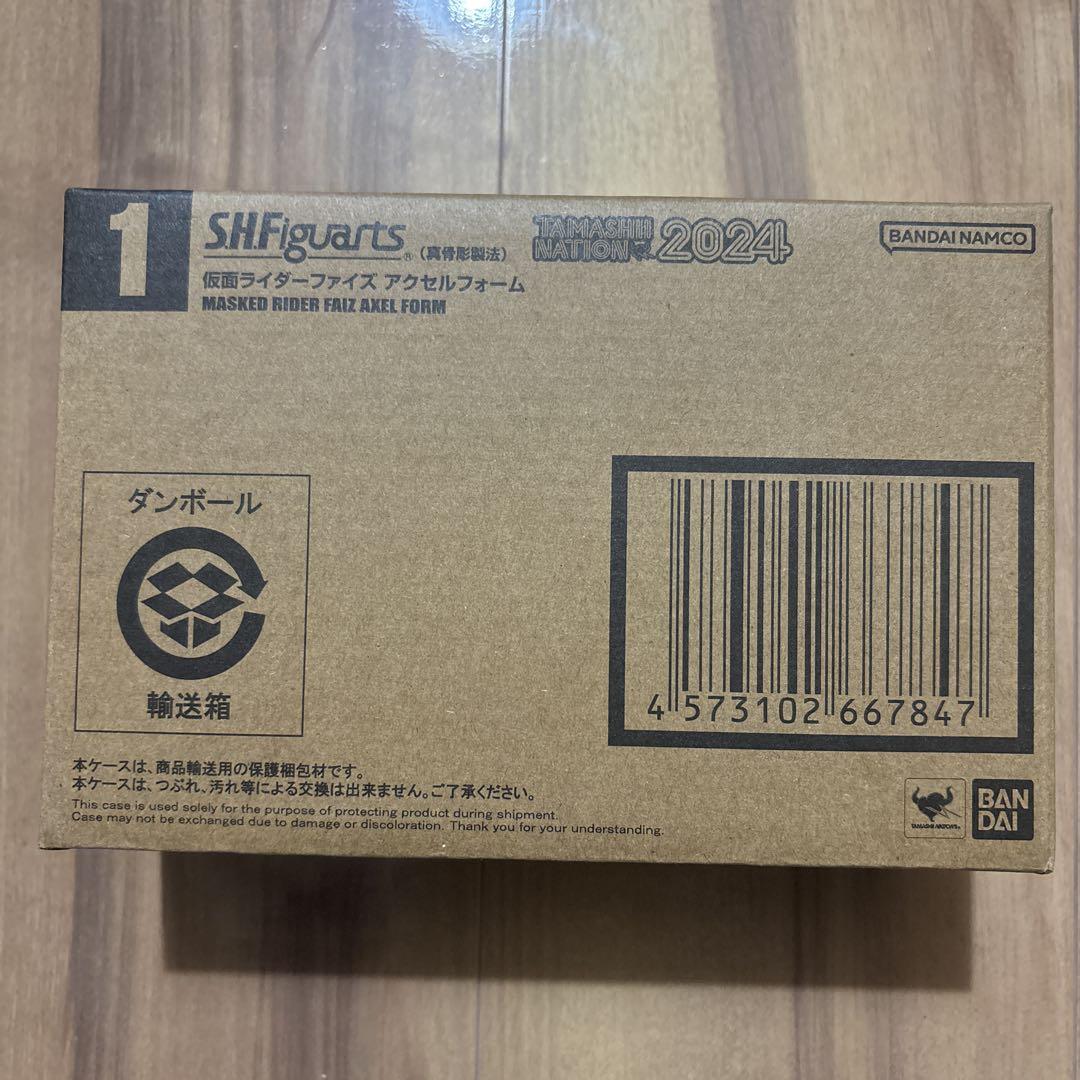 1
S.H.Figuarts®（真骨彫製法）
TAMASHII NATION 2024
BANDAI NAMCO
仮面ライダーファイズ アクセルフォーム
MASKED RIDER FAIZ AXEL FORM
ダンボール
輸送箱
4 573102 667847
本ケースは、商品輸送用の保護梱包材です。
本ケースは、つぶれ、汚れ等による交換は出来ません。ご了承ください。
This case is used solely for the purpose of protecting product during shipment.
Case may not be exchanged due to damage or discoloration. Thank you for your understanding.
TAMASHII NATIONS®
BAN
DAI